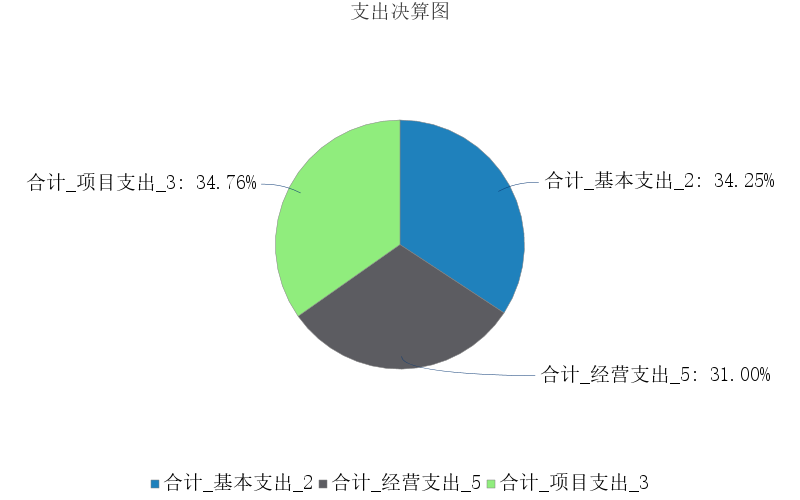 支出决算图
合计_项目支出_3: 34.76%
合计_基本支出_2: 34.25%
合计_经营支出_5: 31.00%
合计_基本支出_2 合计_经营支出_5 合计_项目支出_3